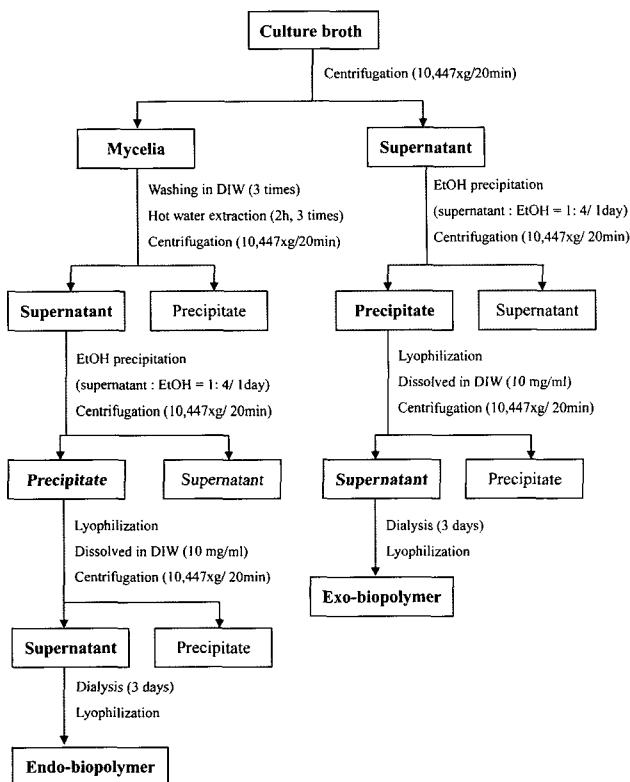 Culture broth
Centrifugation (10,447xg/20min)
Mycelia
Supernatant
Washing in DIW (3 times)
Hot water extraction (2h, 3 times)
Centrifugation (10,447xg/20min)
EtOH precipitation
(supernatant : EtOH = 1: 4/ 1day)
Centrifugation (10,447xg/ 20min)
Supernatant
Precipitate
Precipitate
Supernatant
EtOH precipitation
(supernatant : EtOH = 1: 4/ 1day)
Centrifugation (10,447xg/ 20min)
Lyophilization
Dissolved in DIW (10 mg/ml)
Centrifugation (10,447xg/ 20min)
Precipitate
Supernatant
Supernatant
Precipitate
Lyophilization
Dissolved in DIW (10 mg/ml)
Centrifugation (10,447xg/ 20min)
Dialysis (3 days)
Lyophilization
Exo-biopolymer
Supernatant
Precipitate
Dialysis (3 days)
Lyophilization
Endo-biopolymer